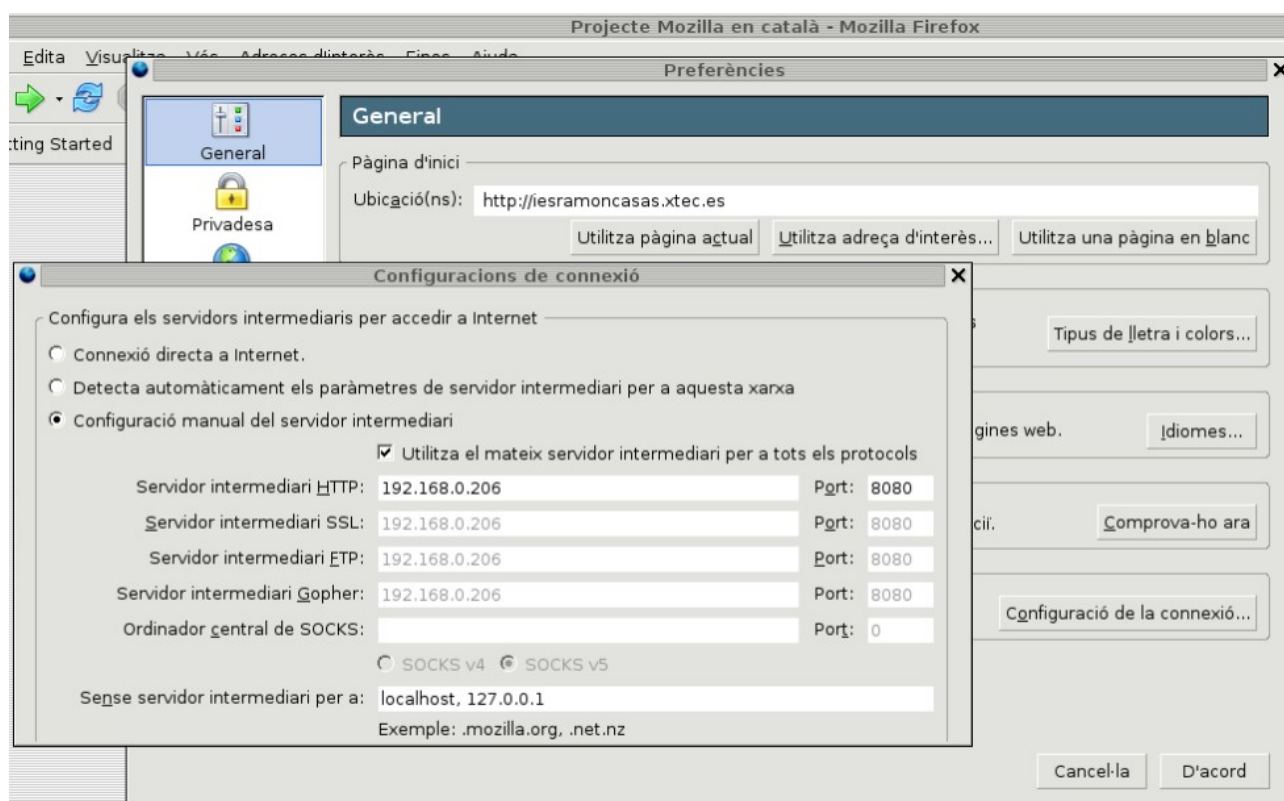 Projecte Mozilla en català - Mozilla Firefox
Edita
Preferències
tting Started
General
Privadesa
General
Pàgina d'inici
Ubicació(ns): http://iesramoncasas.xtec.es
Utilitza pàgina actual Utilitza adreça d'interès... Utilitza una pàgina en blanc
Tipus de lletra i colors...
gines web. Idiomes...
Comprova-ho ara
Configuració de la connexió...
Cancel·la D'acord
Configuracions de connexió
Configura els servidors intermediaris per accedir a Internet
Connexió directa a Internet.
Detecta automàticament els paràmetres de servidor intermediari per a aquesta xarxa
Configuració manual del servidor intermediari
Utilitza el mateix servidor intermediari per a tots els protocols
Servidor intermediari HTTP: 192.168.0.206 Port: 8080
Servidor intermediari SSL: 192.168.0.206 Port: 8080
Servidor intermediari FTP: 192.168.0.206 Port: 8080
Servidor intermediari Gopher: 192.168.0.206 Port: 8080
Ordinador central de SOCKS: Port: 0
SOCKS v4 SOCKS v5
Sense servidor intermediari per a: localhost, 127.0.0.1
Exemple: .mozilla.org, .net.nz